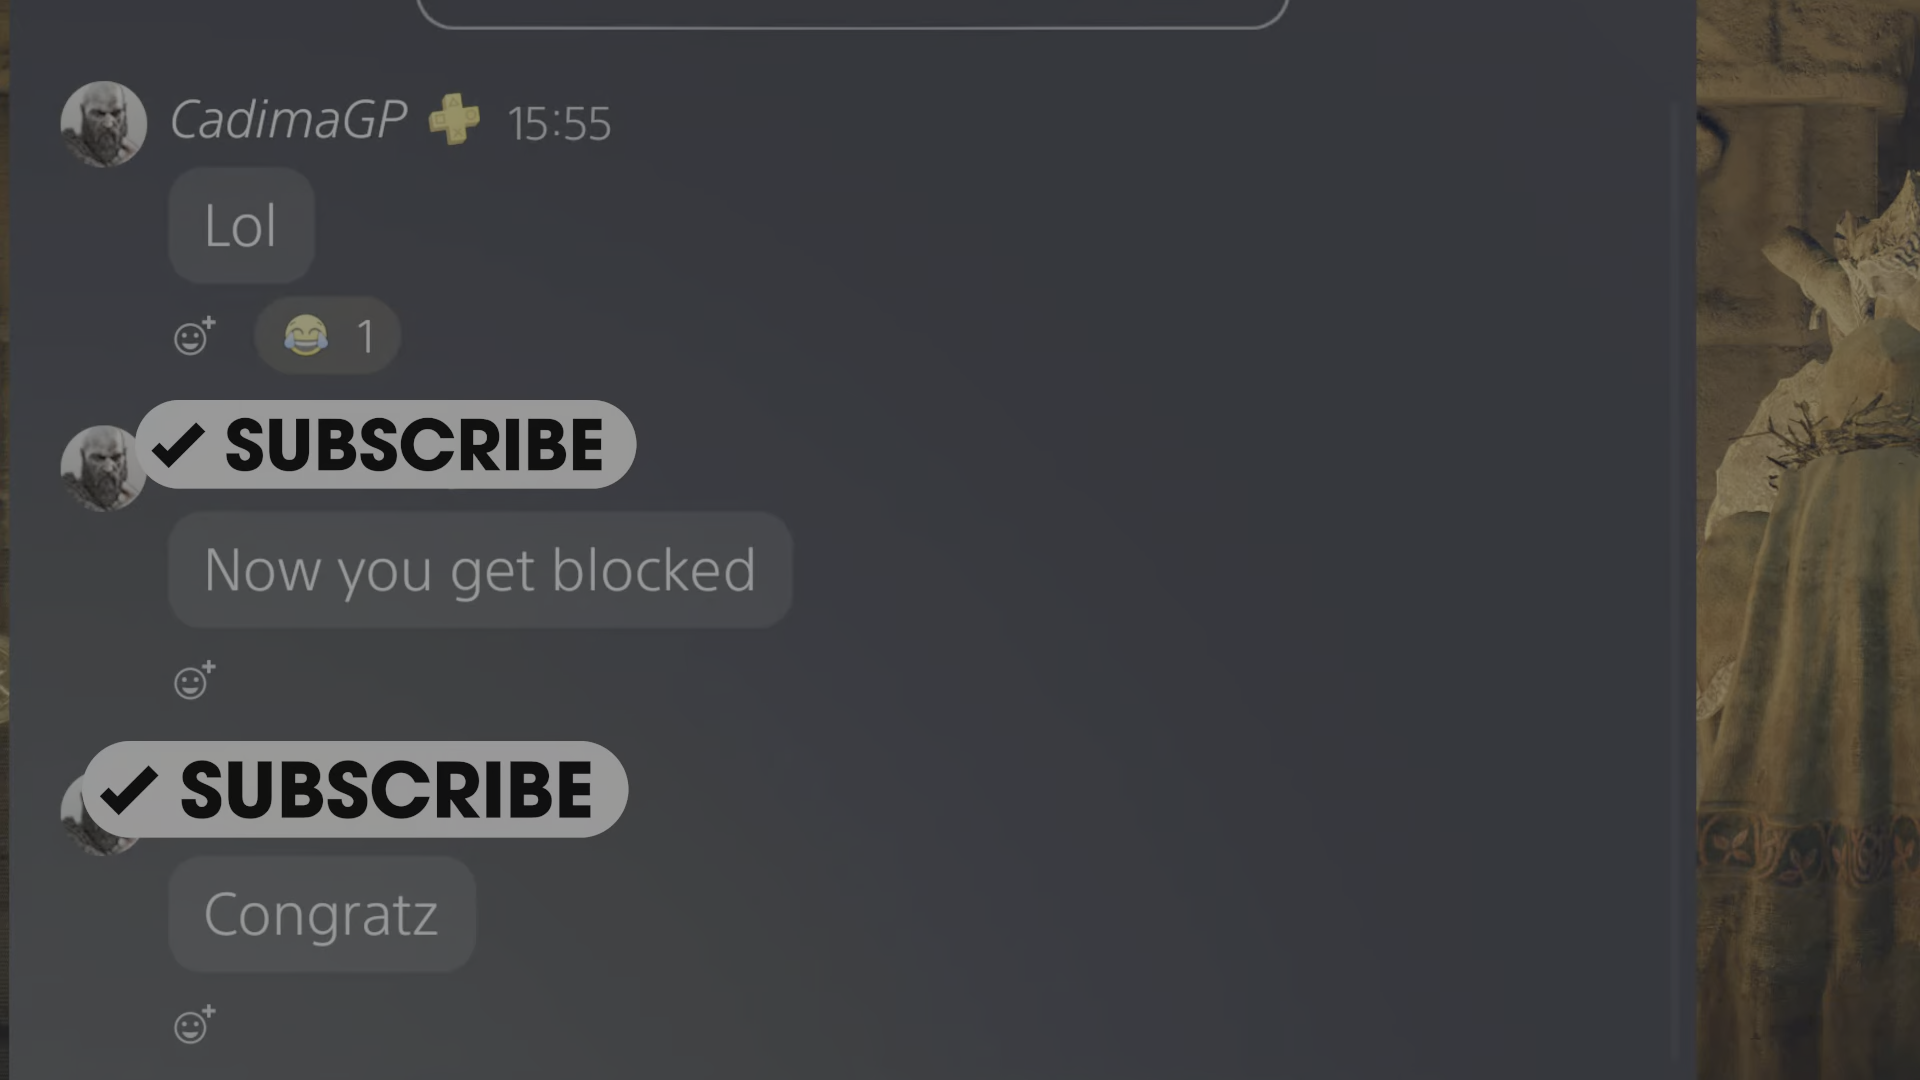 CadimaGP 15:55
Lol
1
SUBSCRIBE
Now you get blocked
SUBSCRIBE
Congratz